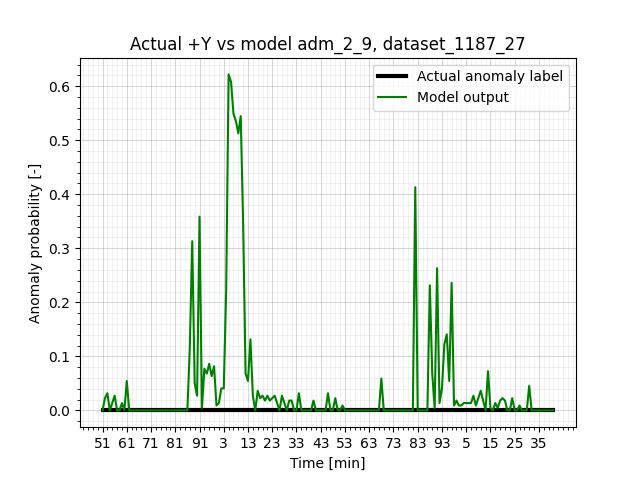 Actual +Y vs model adm_2_9, dataset_1187_27
Actual anomaly label
Model output
Anomaly probability [-]
0.6
0.5
0.4
0.3
0.2
0.1
0.0
51 61 71 81 91 3 13 23 33 43 53 63 73 83 93 5 15 25 35
Time [min]